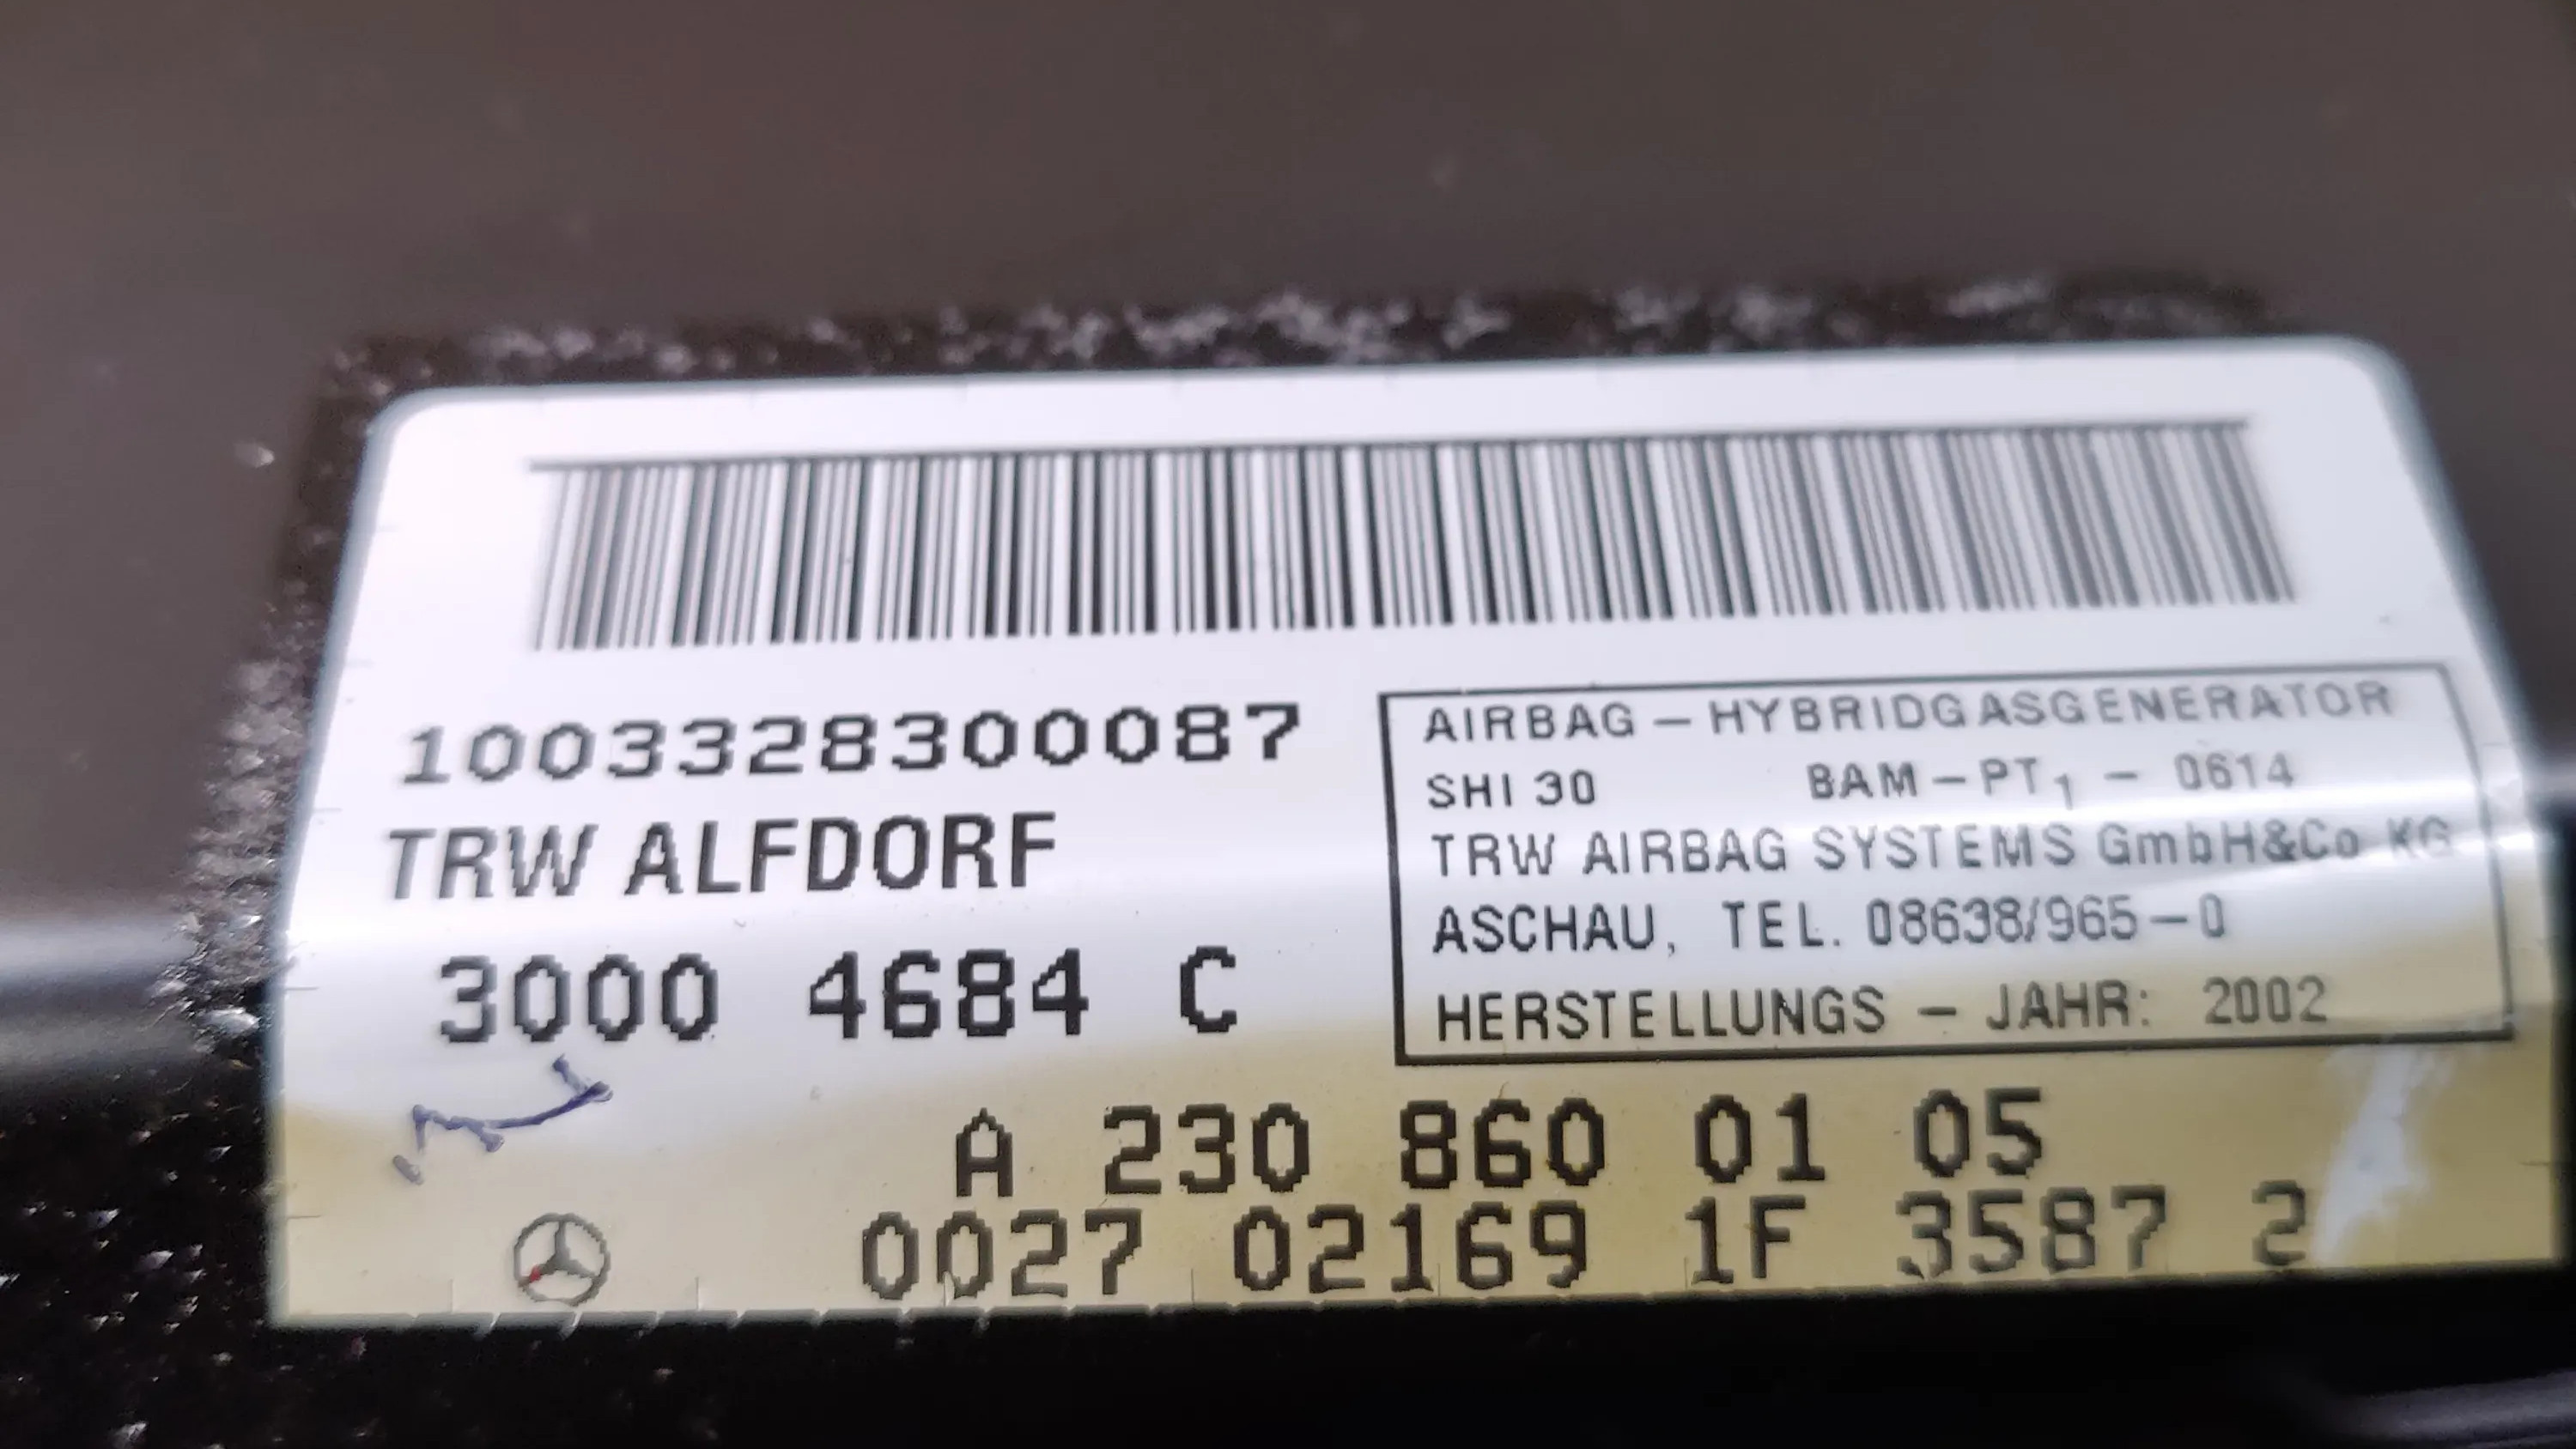 1003328300087
TRW ALFDORF
3000 4684 C
AIRBAG – HYBRIDGASGENERATOR
SHI 30 BAM – PT1 – 0614
TRW AIRBAG SYSTEMS GmbH&Co KG
ASCHAU, TEL. 08638/965–0
HERSTELLUNGS – JAHR: 2002
A 230 860 01 05
0027 02169 1F 3587 2